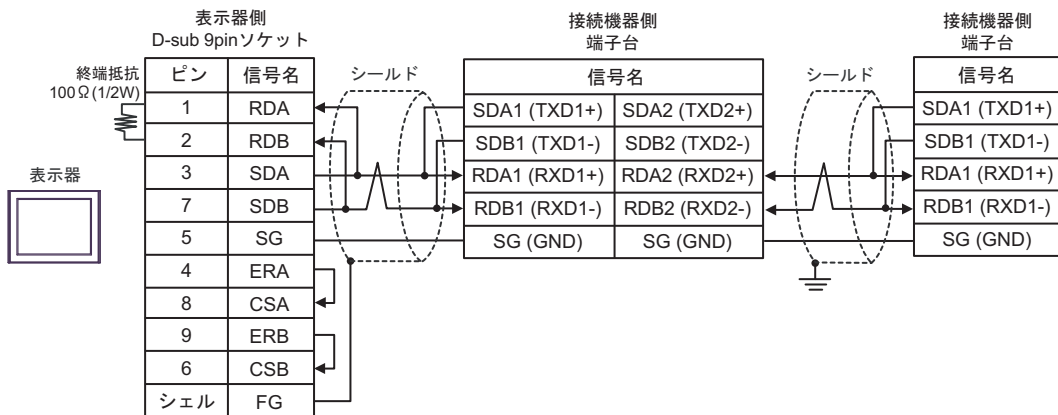 表示器側
D-sub 9pinソケット
接続機器側
端子台
接続機器側
端子台
終端抵抗
100Ω(1/2W)
ピン 信号名
1 RDA
2 RDB
3 SDA
7 SDB
5 SG
4 ERA
8 CSA
9 ERB
6 CSB
シェル FG
表示器
シールド
信号名
SDA1 (TXD1+) SDA2 (TXD2+)
SDB1 (TXD1-) SDB2 (TXD2-)
RDA1 (RXD1+) RDA2 (RXD2+)
RDB1 (RXD1-) RDB2 (RXD2-)
SG (GND) SG (GND)
シールド
信号名
SDA1 (TXD1+)
SDB1 (TXD1-)
RDA1 (RXD1+)
RDB1 (RXD1-)
SG (GND)